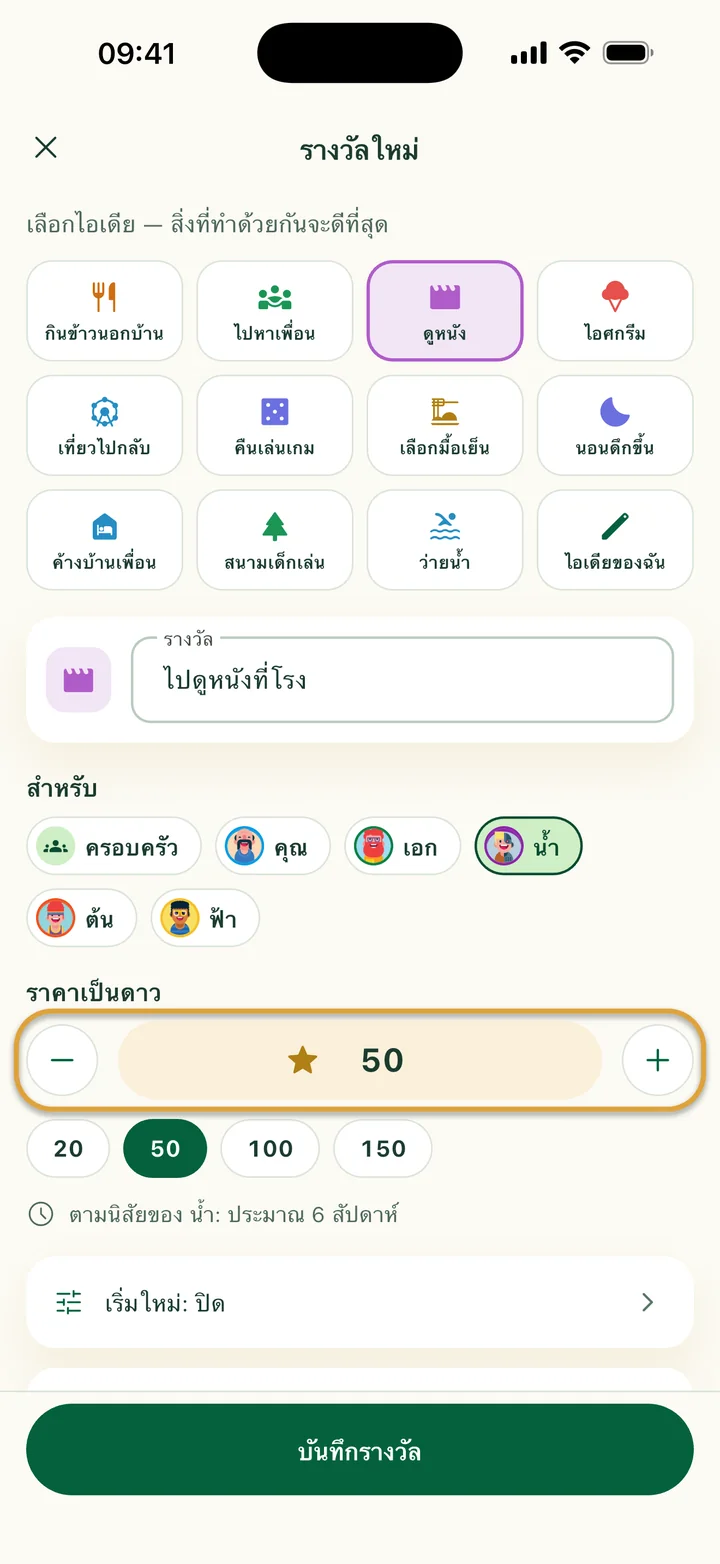 09:41
รางวัลใหม่
เลือกไอเดีย — สิ่งที่ทำด้วยกันจะดีที่สุด
กินข้าวนอกบ้าน
ไปหาเพื่อน
ดูหนัง
ไอศกรีม
เที่ยวไปกลับ
คืนเล่นเกม
เลือกมื้อเย็น
นอนดึกขึ้น
ค้างบ้านเพื่อน
สนามเด็กเล่น
ว่ายน้ำ
ไอเดียของฉัน
รางวัล
ไปดูหนังที่โรง
สำหรับ
ครอบครัว
คุณ
เอก
น้ำ
ต้น
ฟ้า
ราคาเป็นดาว
50
20
50
100
150
ตามนิสัยของ น้ำ: ประมาณ 6 สัปดาห์
เริ่มใหม่: ปิด
บันทึกรางวัล